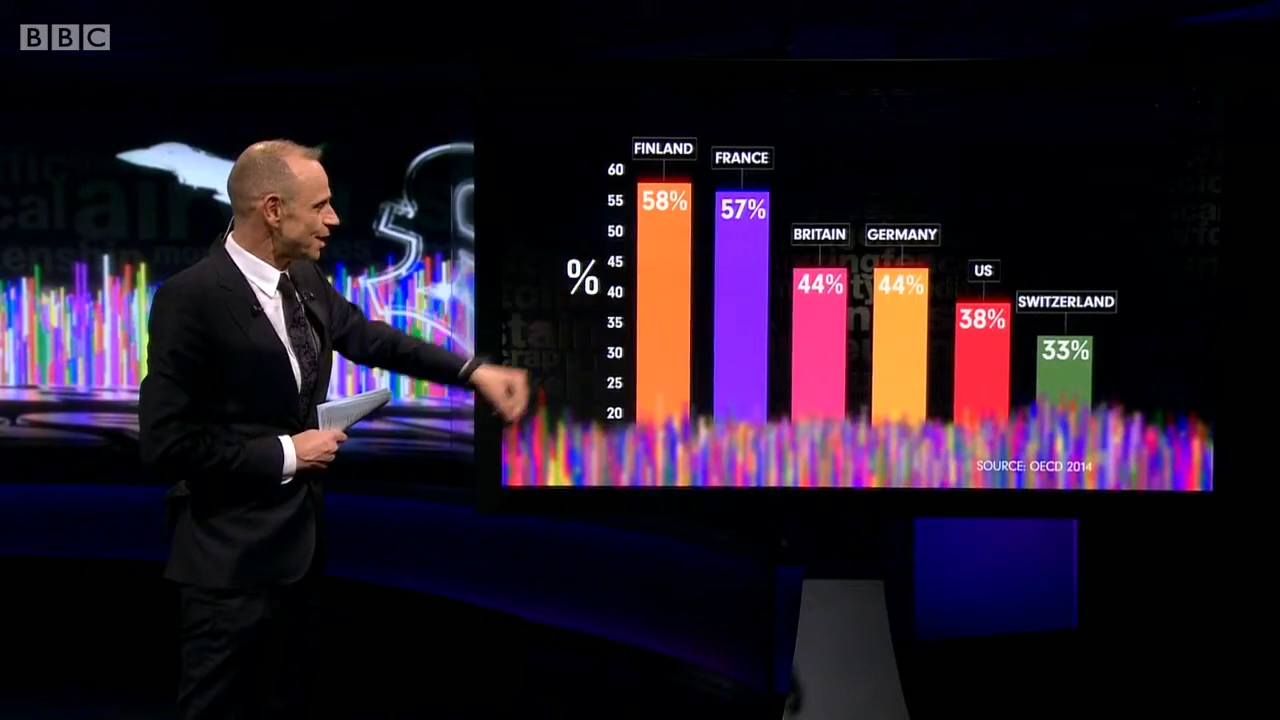 BBC
FINLAND
FRANCE
BRITAIN
GERMANY
US
SWITZERLAND
%
60
55
50
45
40
35
30
25
20
58%
57%
44%
44%
38%
33%
SOURCE: OECD 2014